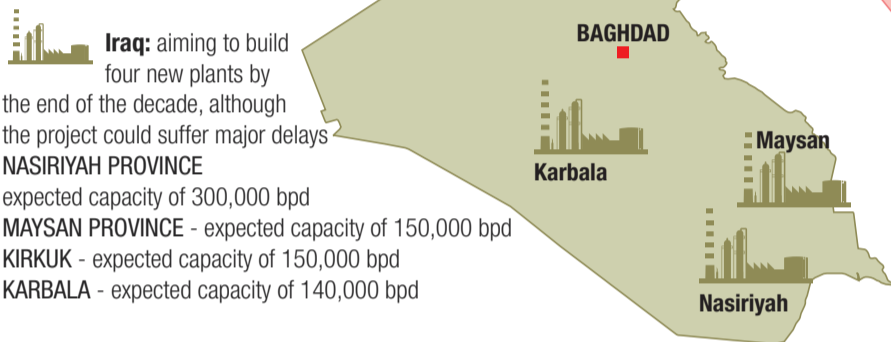 Iraq: aiming to build
four new plants by
the end of the decade, although
the project could suffer major delays
NASIRIYAH PROVINCE
expected capacity of 300,000 bpd
MAYSAN PROVINCE - expected capacity of 150,000 bpd
KIRKUK - expected capacity of 150,000 bpd
KARBALA - expected capacity of 140,000 bpd
BAGHDAD
Karbala
Maysan
Nasiriyah